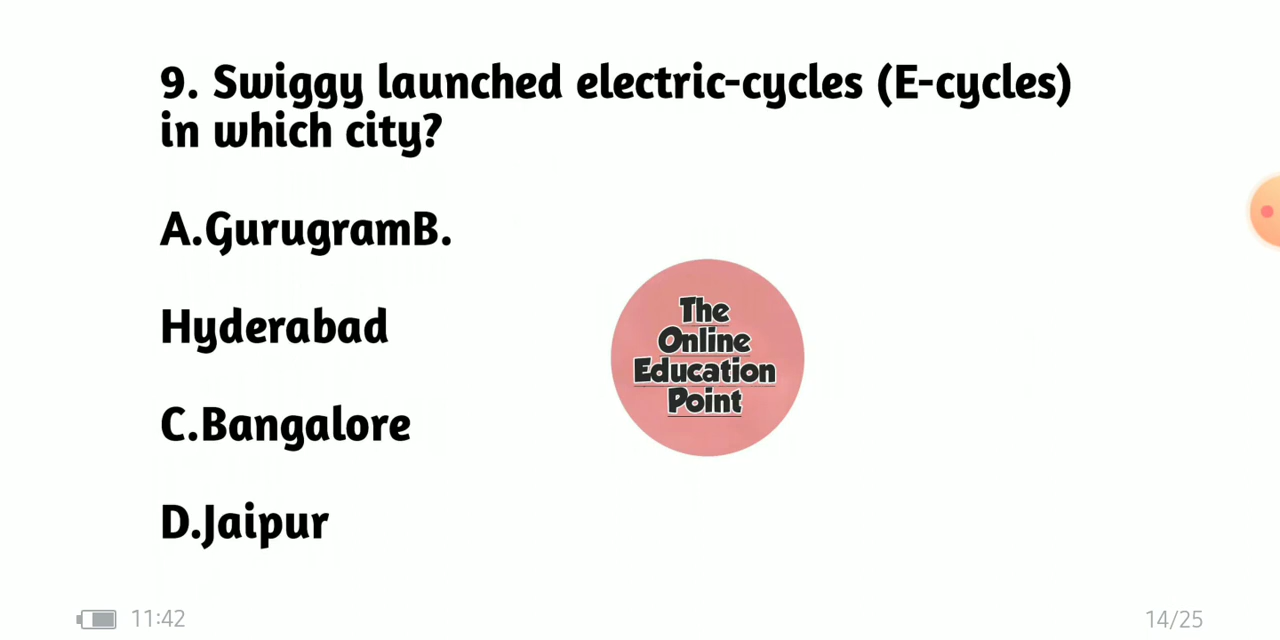 9. Swiggy launched electric-cycles (E-cycles)
in which city?
A.GurugramB.
Hyderabad
C.Bangalore
D.Jaipur
The
Online
Education
Point
11:42
14/25